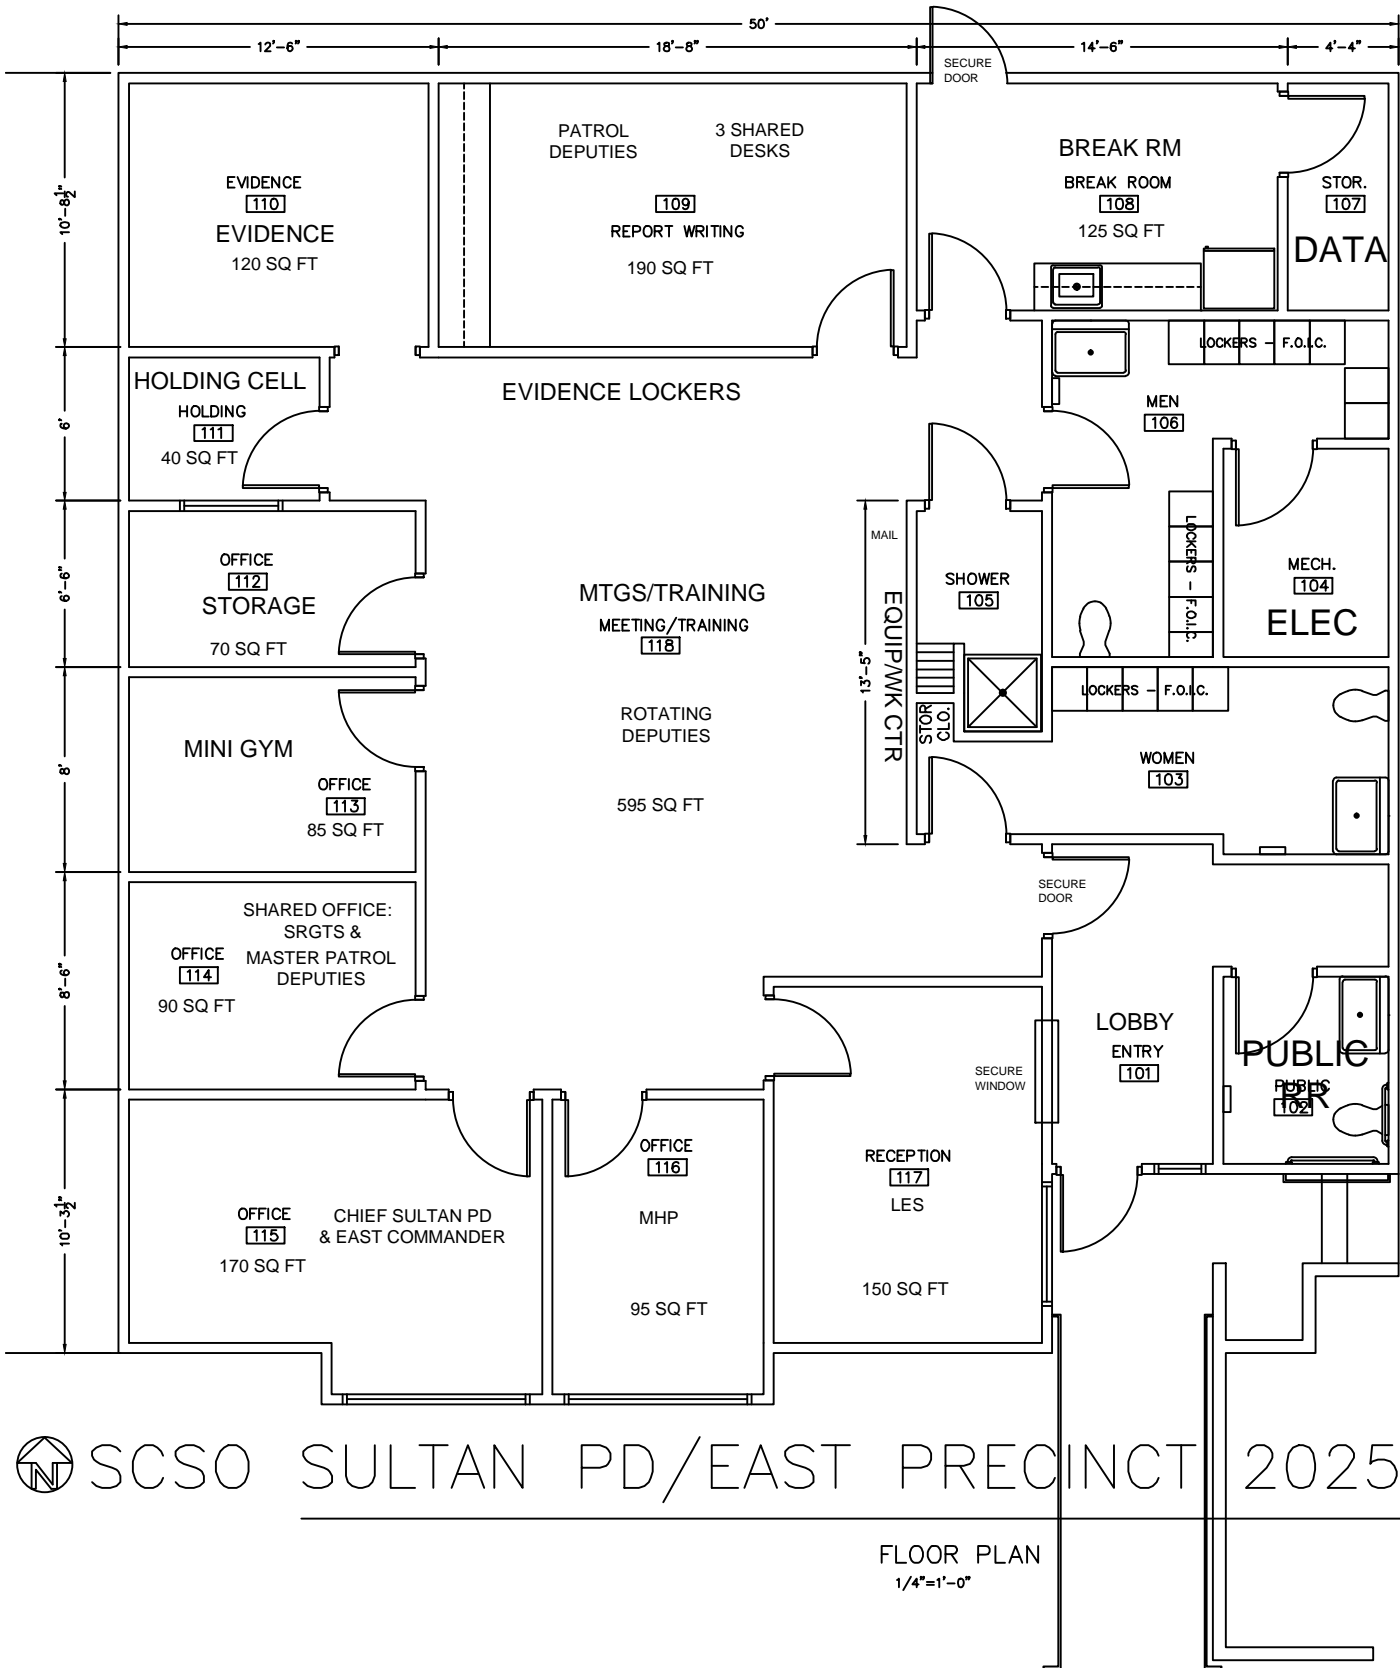 50'
12'-6"
18'-8"
14'-6"
4'-4"
SECURE
DOOR
10'-8½"
EVIDENCE
110
EVIDENCE
120 SQ FT
PATROL
DEPUTIES
3 SHARED
DESKS
109
REPORT WRITING
190 SQ FT
BREAK RM
BREAK ROOM
108
125 SQ FT
STOR.
107
DATA
6'
HOLDING CELL
HOLDING
111
40 SQ FT
EVIDENCE LOCKERS
LOCKERS - F.O.I.C.
MEN
106
6'-6"
OFFICE
112
STORAGE
70 SQ FT
MTGS/TRAINING
MEETING/TRAINING
118
ROTATING
DEPUTIES
595 SQ FT
MAIL
13'-5"
EQUIP/WK CTR
SHOWER
105
STOR
CLO.
LOCKERS - F.O.I.C.
MECH.
104
ELEC
8'
MINI GYM
OFFICE
113
85 SQ FT
LOCKERS - F.O.I.C.
WOMEN
103
SECURE
DOOR
8'-6"
SHARED OFFICE:
SRGTS &
MASTER PATROL
DEPUTIES
OFFICE
114
90 SQ FT
LOBBY
ENTRY
101
SECURE
WINDOW
PUBLIC
RR
PUBLIC
102
10'-3½"
OFFICE
115
170 SQ FT
CHIEF SULTAN PD
& EAST COMMANDER
OFFICE
116
MHP
95 SQ FT
RECEPTION
117
LES
150 SQ FT
N
SCSO SULTAN PD/EAST PRECINCT 2025
FLOOR PLAN
1/4"=1'-0"